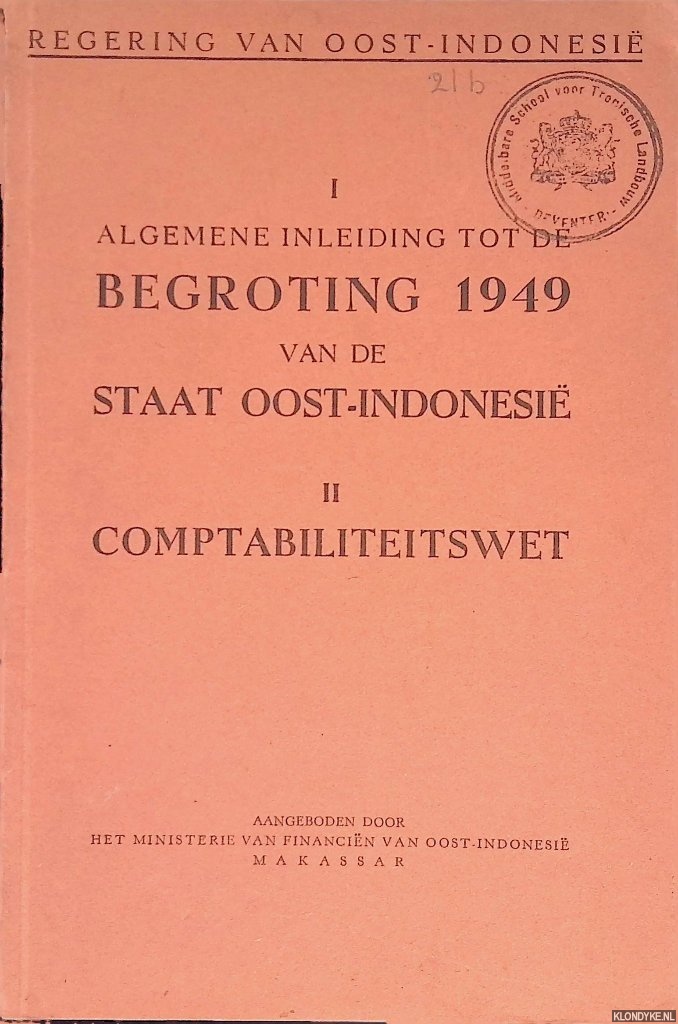 REGERING VAN OOST-INDONESIË
21b
Middelbare School voor Tropische Landbouw
- DEVENTER -
I
ALGEMENE INLEIDING TOT DE
BEGROTING 1949
VAN DE
STAAT OOST-INDONESIË
II
COMPTABILITEITSWET
AANGEBODEN DOOR
HET MINISTERIE VAN FINANCIËN VAN OOST-INDONESIË
MAKASSAR
KLONDYKE.NL